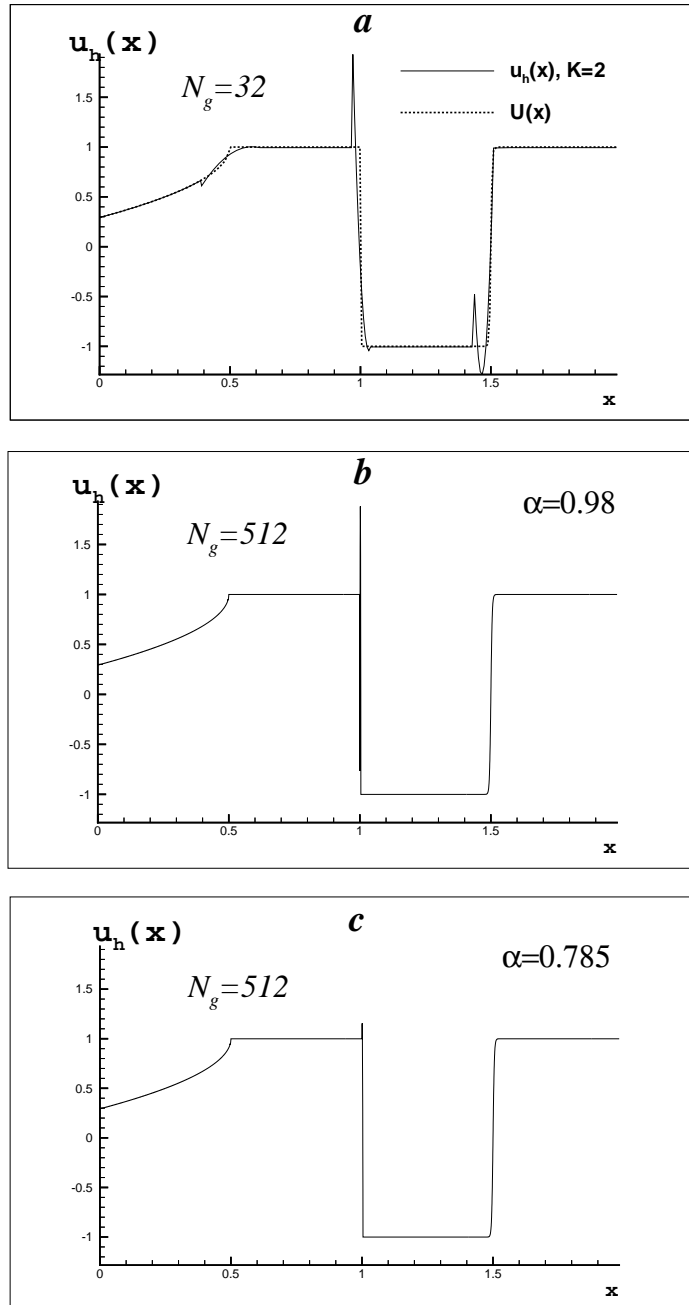 a
u_h(x)
N_g=32
u_h(x), K=2
U(x)
1.5
1
0.5
0
-0.5
-1
0 0.5 1 1.5
x
b
u_h(x)
N_g=512
α=0.98
1.5
1
0.5
0
-0.5
-1
0 0.5 1 1.5
x
c
u_h(x)
N_g=512
α=0.785
1.5
1
0.5
0
-0.5
-1
0 0.5 1 1.5
x